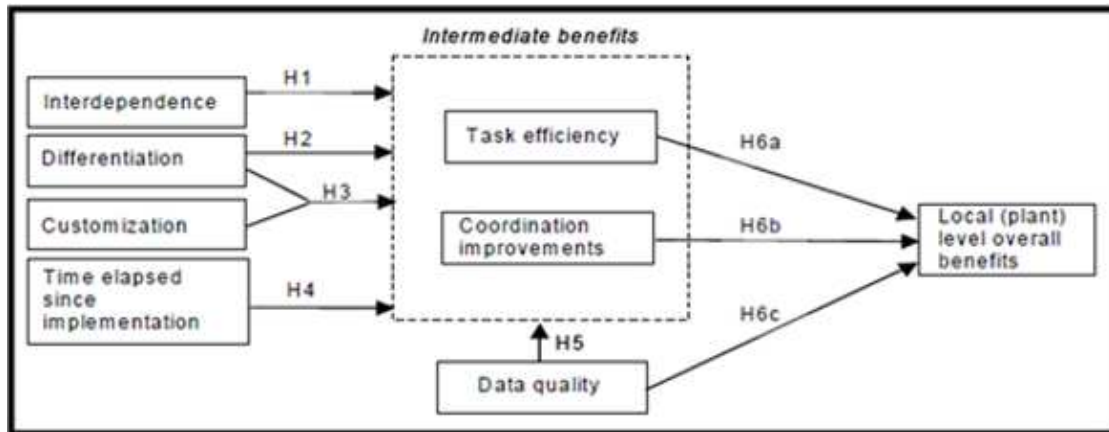 Intermediate benefits
Interdependence
H1
Differentiation
H2
H3
Customization
Time elapsed
since
implementation
H4
Task efficiency
Coordination
improvements
H5
Data quality
H6a
H6b
H6c
Local (plant)
level overall
benefits